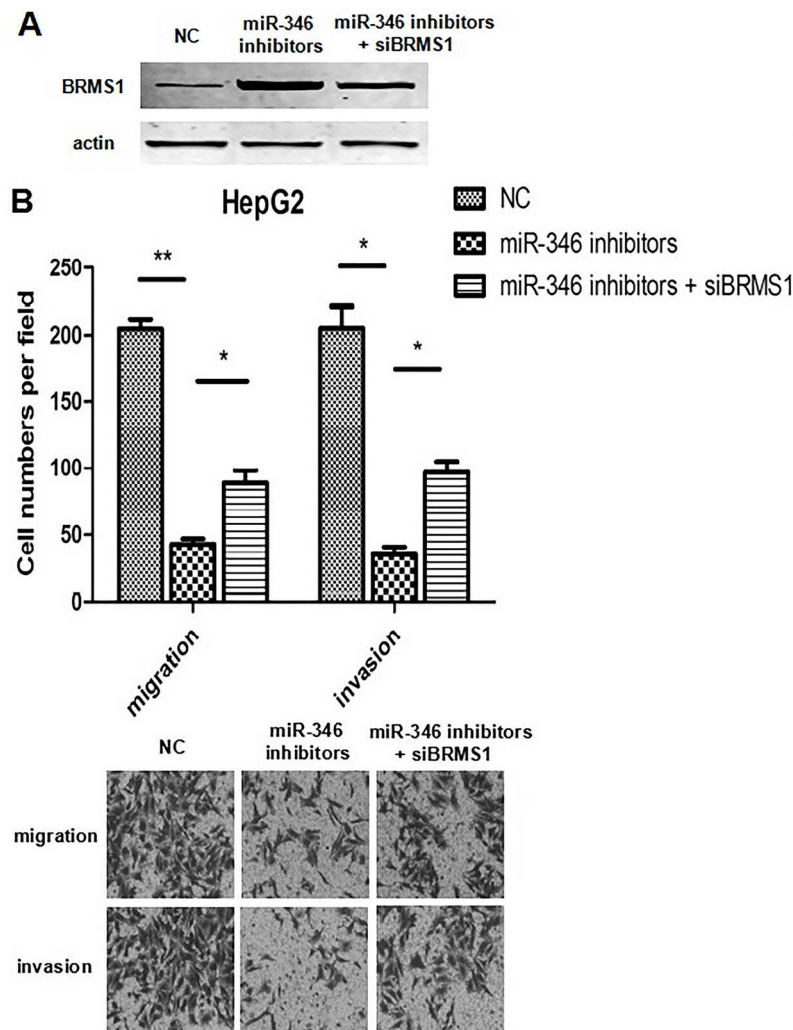 A
NC
miR-346
inhibitors
miR-346 inhibitors
+ siBRMS1
BRMS1
actin
B
HepG2
NC
miR-346 inhibitors
miR-346 inhibitors + siBRMS1
Cell numbers per field
250
200
150
100
50
0
**
*
*
*
migration
invasion
NC
miR-346
inhibitors
miR-346 inhibitors
+ siBRMS1
migration
invasion